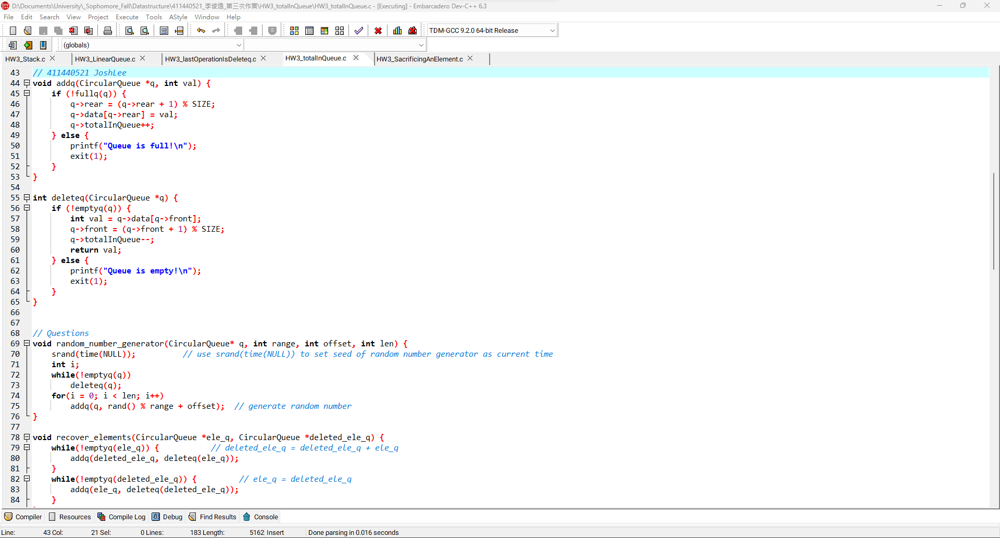 D:\Documents\University\_Sophomore_Fall\Datastructure\411440521_李俊逸_第三次作業\HW3_totalInQueue\HW3_totalInQueue.c - [Executing] - Embarcadero Dev-C++ 6.3
File Edit Search View Project Execute Tools AStyle Window Help
TDM-GCC 9.2.0 64-bit Release
(globals)
HW3_Stack.c HW3_LinearQueue.c HW3_lastOperationIsDeleteq.c HW3_totalInQueue.c HW3_SacrificingAnElement.c
43 // 411440521 JoshLee
44 void addq(CircularQueue *q, int val) {
45 if (!fullq(q)) {
46 q->rear = (q->rear + 1) % SIZE;
47 q->data[q->rear] = val;
48 q->totalInQueue++;
49 } else {
50 printf("Queue is full!\n");
51 exit(1);
52 }
53 }
54
55 int deleteq(CircularQueue *q) {
56 if (!emptyq(q)) {
57 int val = q->data[q->front];
58 q->front = (q->front + 1) % SIZE;
59 q->totalInQueue--;
60 return val;
61 } else {
62 printf("Queue is empty!\n");
63 exit(1);
64 }
65 }
66
67
68 // Questions
69 void random_number_generator(CircularQueue* q, int range, int offset, int len) {
70 srand(time(NULL)); // use srand(time(NULL)) to set seed of random number generator as current time
71 int i;
72 while(!emptyq(q))
73 deleteq(q);
74 for(i = 0; i < len; i++)
75 addq(q, rand() % range + offset); // generate random number
76 }
77
78 void recover_elements(CircularQueue *ele_q, CircularQueue *deleted_ele_q) {
79 while(!emptyq(ele_q)) { // deleted_ele_q = deleted_ele_q + ele_q
80 addq(deleted_ele_q, deleteq(ele_q));
81 }
82 while(!emptyq(deleted_ele_q)) { // ele_q = deleted_ele_q
83 addq(ele_q, deleteq(deleted_ele_q));
84 }
Compiler Resources Compile Log Debug Find Results Console
Line: 43 Col: 21 Sel: 0 Lines: 183 Length: 5162 Insert Done parsing in 0.016 seconds